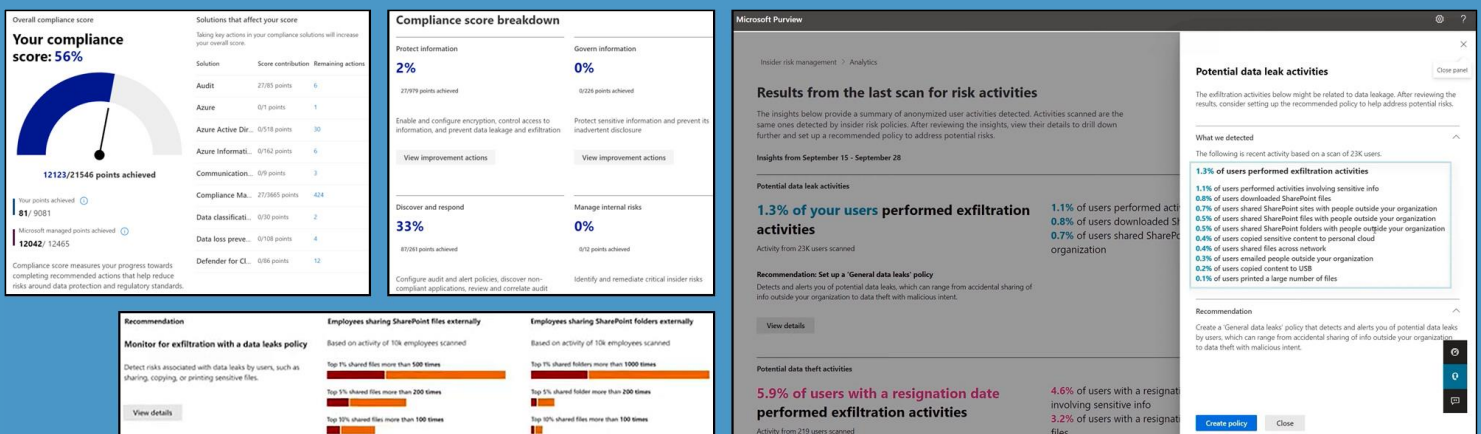 Overall compliance score
Your compliance
score: 56%
12123/21546 points achieved
Your points achieved
81/ 9081
Microsoft managed points achieved
12042/ 12465
Compliance score measures your progress towards
completing recommended actions that help reduce
risks around data protection and regulatory standards.
Solutions that affect your score
Taking key actions in your compliance solutions will increase
your overall score.
Solution Score contribution Remaining actions
Audit 27/85 points 6
Azure 0/1 points 1
Azure Active Dir... 0/518 points 30
Azure Informati... 0/162 points 6
Communication... 0/9 points 3
Compliance Ma... 27/3665 points 424
Data classificati... 0/30 points 2
Data loss preve... 0/108 points 4
Defender for Cl... 0/86 points 12
Compliance score breakdown
Protect information
2%
27/979 points achieved
Enable and configure encryption, control access to
information, and prevent data leakage and exfiltration
View improvement actions
Govern information
0%
0/226 points achieved
Protect sensitive information and prevent its
inadvertent disclosure
View improvement actions
Discover and respond
33%
87/261 points achieved
Configure audit and alert policies, discover non-
compliant applications, review and correlate audit
Manage internal risks
0%
0/12 points achieved
Identify and remediate critical insider risks
Recommendation
Monitor for exfiltration with a data leaks policy
Detect risks associated with data leaks by users, such as
sharing, copying, or printing sensitive files.
View details
Employees sharing SharePoint files externally
Based on activity of 10k employees scanned
Top 1% shared files more than 500 times
Top 5% shared files more than 200 times
Top 10% shared files more than 100 times
Employees sharing SharePoint folders externally
Based on activity of 10k employees scanned
Top 1% shared folders more than 1000 times
Top 5% shared folder more than 200 times
Top 10% shared files more than 100 times
Microsoft Purview
?
Insider risk management > Analytics
Results from the last scan for risk activities
The insights below provide a summary of anonymized user activities detected. Activities scanned are the
same ones detected by insider risk policies. After reviewing the insights, view their details to drill down
further and set up a recommended policy to address potential risks.
Insights from September 15 - September 28
Potential data leak activities
1.3% of your users performed exfiltration
activities
Activity from 23K users scanned
1.1% of users performed acti
0.8% of users downloaded S
0.7% of users shared ShareP
organization
Recommendation: Set up a 'General data leaks' policy
Detects and alerts you of potential data leaks, which can range from accidental sharing of
info outside your organization to data theft with malicious intent.
View details
Potential data theft activities
5.9% of users with a resignation date
performed exfiltration activities
Activity from 219 users scanned
4.6% of users with a resignati
involving sensitive info
3.2% of users with a resignati
files
Close panel
Potential data leak activities
The exfiltration activities below might be related to data leakage. After reviewing the
results, consider setting up the recommended policy to help address potential risks.
What we detected
The following is recent activity based on a scan of 23K users.
1.3% of users performed exfiltration activities
1.1% of users performed activities involving sensitive info
0.8% of users downloaded SharePoint files
0.7% of users shared SharePoint sites with people outside your organization
0.5% of users shared SharePoint files with people outside your organization
0.5% of users shared SharePoint folders with people outside your organization
0.4% of users copied sensitive content to personal cloud
0.4% of users shared files across network
0.3% of users emailed people outside your organization
0.2% of users copied content to USB
0.1% of users printed a large number of files
Recommendation
Create a 'General data leaks' policy that detects and alerts you of potential data leaks
by users, which can range from accidental sharing of info outside your organization
to data theft with malicious intent.
Create policy
Close